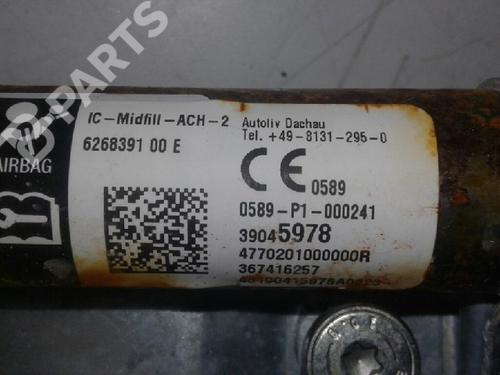 B-PARTS
IC-Midfill-ACH-2
Autoliv Dachau
Tel. +49-8131-295-0
6268391 00 E
AIRBAG
CE 0589
0589-P1-000241
39045978
4770201000000R
367416257